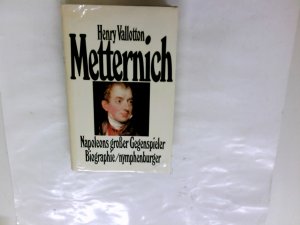 Henry Vallotton
Metternich
Napoleons großer Gegenspieler
Biographie/nymphenburger